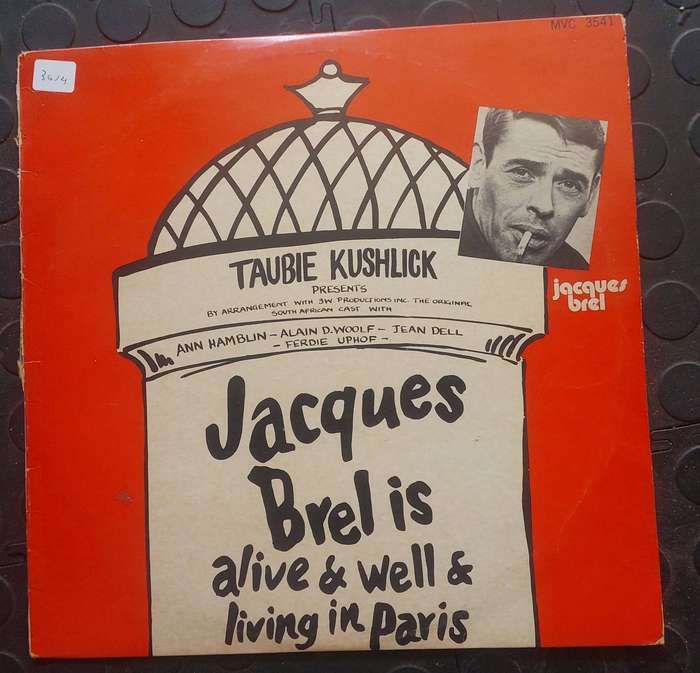 MVC 3541
3414
TAUBIE KUSHLICK
PRESENTS
BY ARRANGEMENT WITH 3W PRODUCTIONS INC. THE ORIGINAL
SOUTH AFRICAN CAST WITH
ANN HAMBLIN - ALAIN D. WOOLF - JEAN DELL
- FERDIE UPHOF -
jacques
brel
Jacques
Brel is
alive & well &
living in Paris